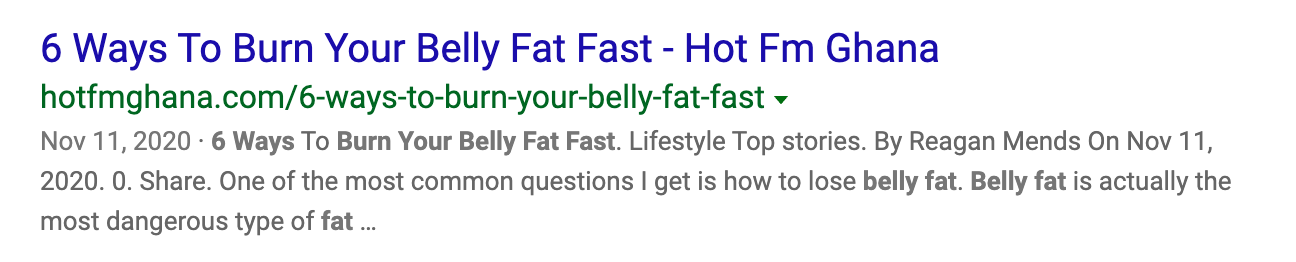 6 Ways To Burn Your Belly Fat Fast - Hot Fm Ghana
hotfmghana.com/6-ways-to-burn-your-belly-fat-fast
Nov 11, 2020 · 6 Ways To Burn Your Belly Fat Fast. Lifestyle Top stories. By Reagan Mends On Nov 11,
2020. 0. Share. One of the most common questions I get is how to lose belly fat. Belly fat is actually the
most dangerous type of fat ...